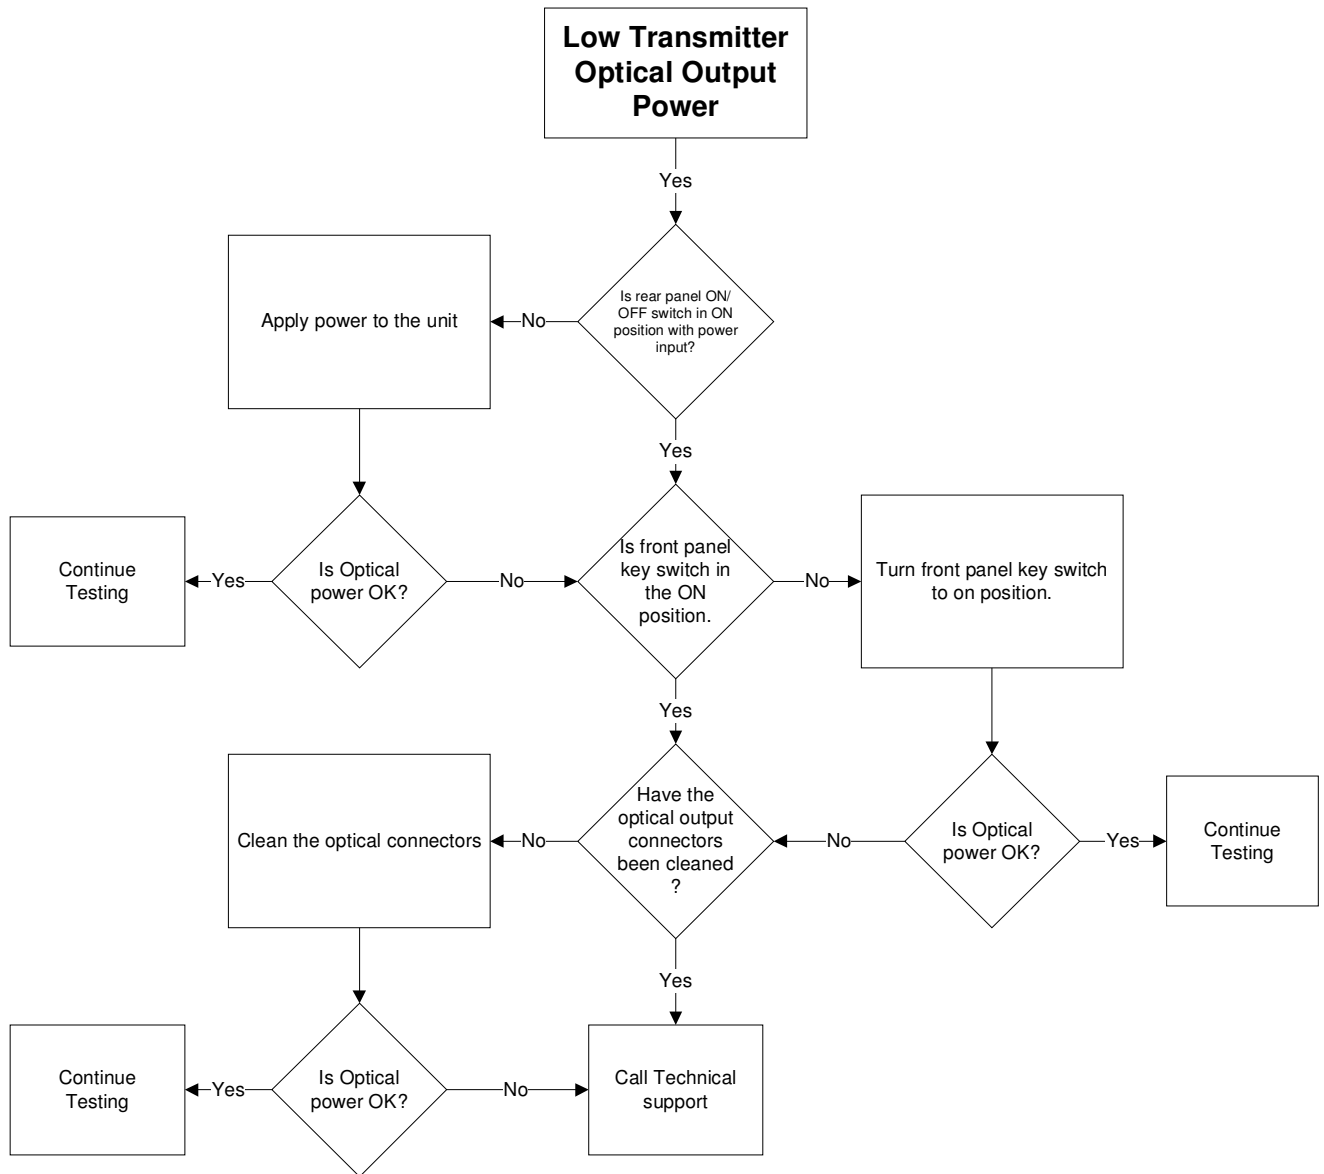 Low Transmitter
Optical Output
Power
Yes
Is rear panel ON/
OFF switch in ON
position with power
input?
No
Apply power to the unit
Yes
Is Optical
power OK?
Yes
Continue
Testing
No
Is front panel
key switch in
the ON
position.
No
Turn front panel key switch
to on position.
Yes
Have the
optical output
connectors
been cleaned
?
No
Clean the optical connectors
No
Is Optical
power OK?
Yes
Continue
Testing
Yes
Is Optical
power OK?
Yes
Continue
Testing
No
Call Technical
support